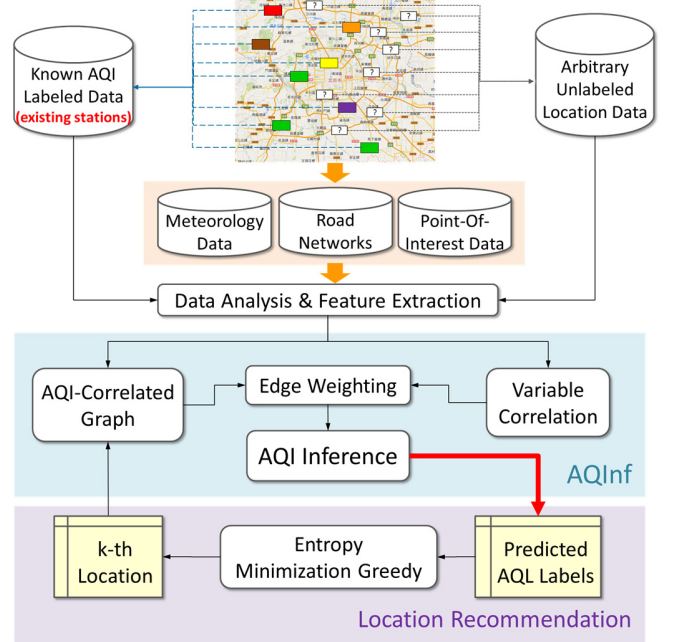 ?
?
?
?
?
?
?
?
Known AQI
Labeled Data
(existing stations)
Arbitrary
Unlabeled
Location Data
Meteorology
Data
Road
Networks
Point-Of-
Interest Data
Data Analysis & Feature Extraction
AQI-Correlated
Graph
Edge Weighting
Variable
Correlation
AQI Inference
AQInf
k-th
Location
Entropy
Minimization Greedy
Predicted
AQL Labels
Location Recommendation